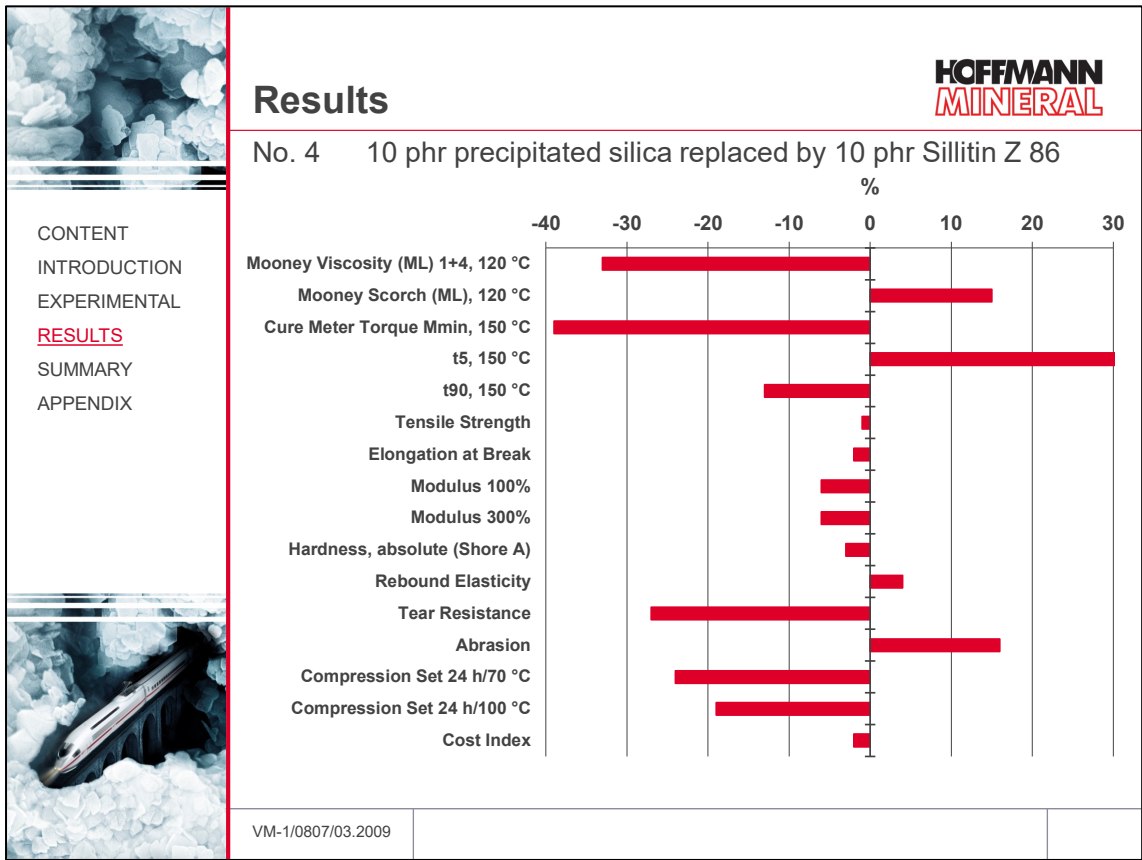 HOFFMANN
MINERAL
Results
No. 4 10 phr precipitated silica replaced by 10 phr Sillitin Z 86
CONTENT
INTRODUCTION
EXPERIMENTAL
RESULTS
SUMMARY
APPENDIX
%
-40 -30 -20 -10 0 10 20 30
Mooney Viscosity (ML) 1+4, 120 °C
Mooney Scorch (ML), 120 °C
Cure Meter Torque Mmin, 150 °C
t5, 150 °C
t90, 150 °C
Tensile Strength
Elongation at Break
Modulus 100%
Modulus 300%
Hardness, absolute (Shore A)
Rebound Elasticity
Tear Resistance
Abrasion
Compression Set 24 h/70 °C
Compression Set 24 h/100 °C
Cost Index
VM-1/0807/03.2009